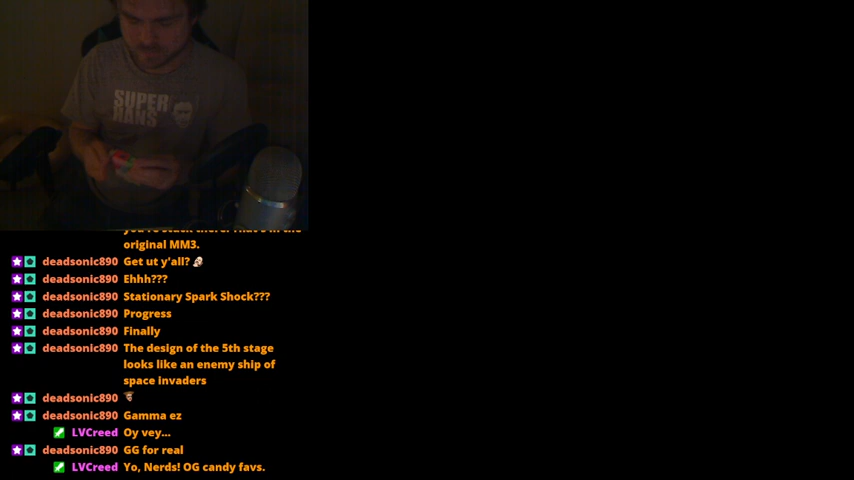 SUPER
HANS
original MM3.
deadsonic890 Get ut y'all?
deadsonic890 Ehhh???
deadsonic890 Stationary Spark Shock???
deadsonic890 Progress
deadsonic890 Finally
deadsonic890 The design of the 5th stage
looks like an enemy ship of
space invaders
deadsonic890
deadsonic890 Gamma ez
LVCreed Oy vey...
deadsonic890 GG for real
LVCreed Yo, Nerds! OG candy favs.